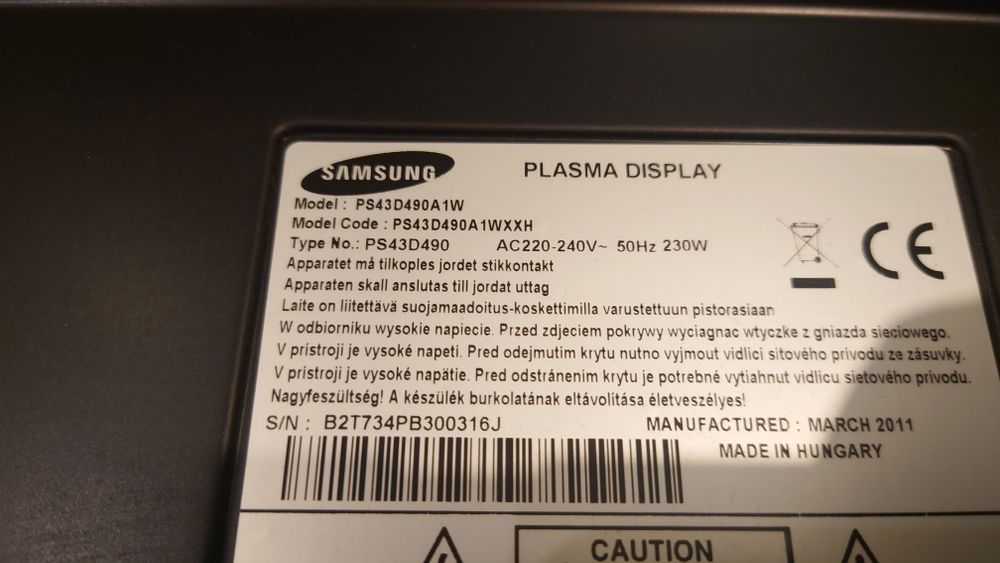 SAMSUNG PLASMA DISPLAY
Model : PS43D490A1W
Model Code : PS43D490A1WXXH
Type No.: PS43D490 AC220-240V~ 50Hz 230W
Apparatet må tilkoples jordet stikkontakt
Apparaten skall anslutas till jordat uttag
Laite on liitettävä suojamaadoitus-koskettimilla varustettuun pistorasiaan
W odbiorniku wysokie napiecie. Przed zdjeciem pokrywy wyciagnac wtyczke z gniazda sieciowego.
V prístroji je vysoké napeti. Pred odejmutím krytu nutno vyjmout vidlici sitového privodu ze zásuvky.
V prístroji je vysoké napätie. Pred odstránením krytu je potrebné vytiahnut vidlicu sietového prívodu.
Nagyfeszültség! A készülék burkolatának eltávolítása életveszélyes!
S/N : B2T734PB300316J MANUFACTURED : MARCH 2011
MADE IN HUNGARY
CE
CAUTION